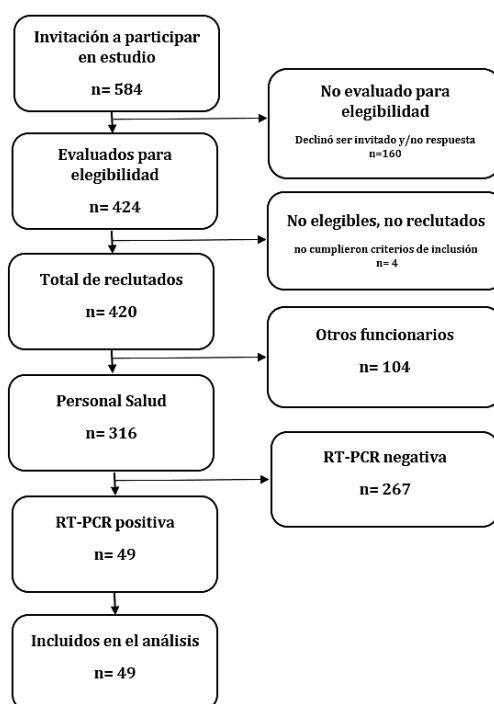 Invitación a participar
en estudio
n= 584
No evaluado para
elegibilidad
Declinó ser invitado y/no respuesta
n=160
Evaluados para
elegibilidad
n= 424
No elegibles, no reclutados
no cumplieron criterios de inclusión
n= 4
Total de reclutados
n= 420
Otros funcionarios
n= 104
Personal Salud
n= 316
RT-PCR negativa
n= 267
RT-PCR positiva
n= 49
Incluidos en el análisis
n= 49